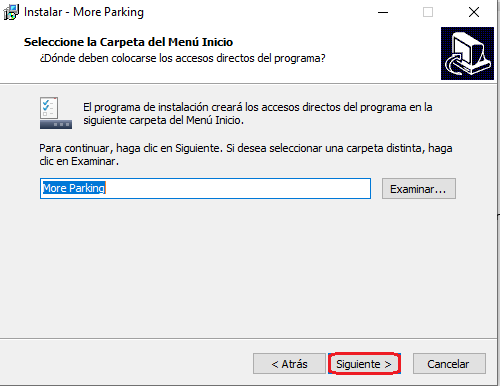 Instalar - More Parking
Seleccione la Carpeta del Menú Inicio
¿Dónde deben colocarse los accesos directos del programa?
El programa de instalación creará los accesos directos del programa en la
siguiente carpeta del Menú Inicio.
Para continuar, haga clic en Siguiente. Si desea seleccionar una carpeta distinta, haga
clic en Examinar.
More Parking
Examinar...
< Atrás
Siguiente >
Cancelar